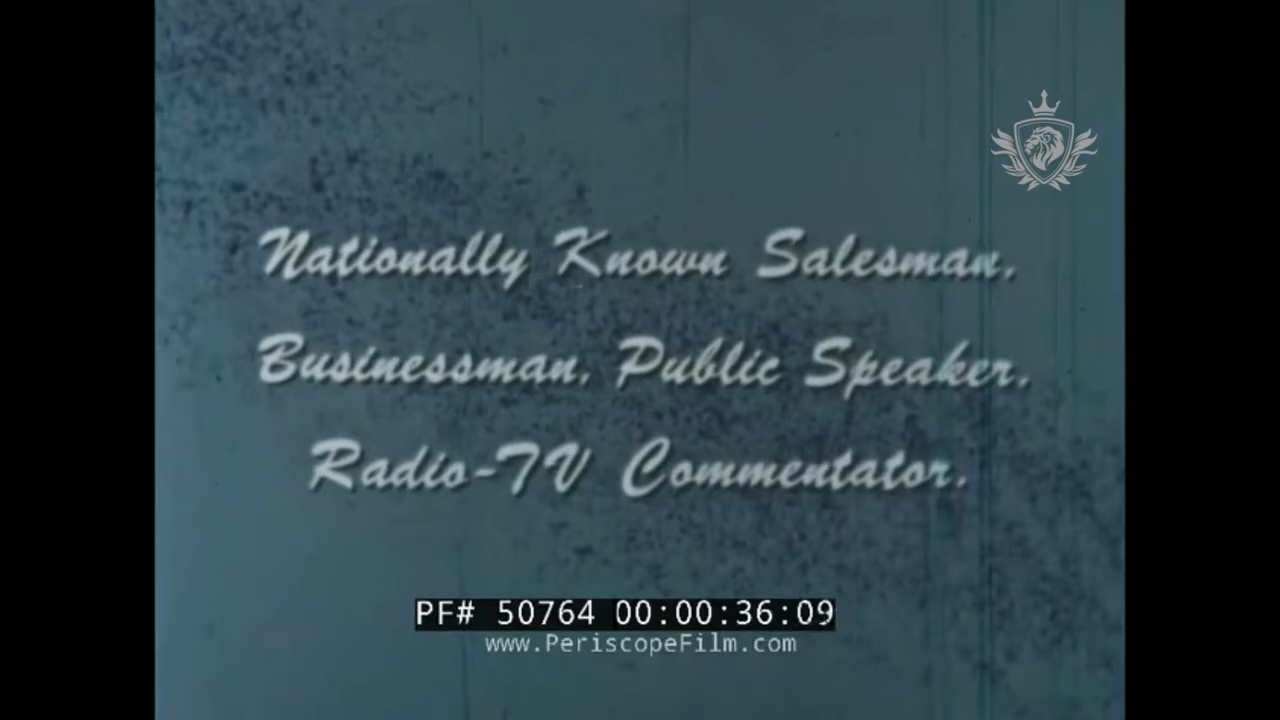 Nationally Known Salesman,
Businessman, Public Speaker,
Radio-TV Commentator.
PF# 50764 00:00:36:09
www.PeriscopeFilm.com